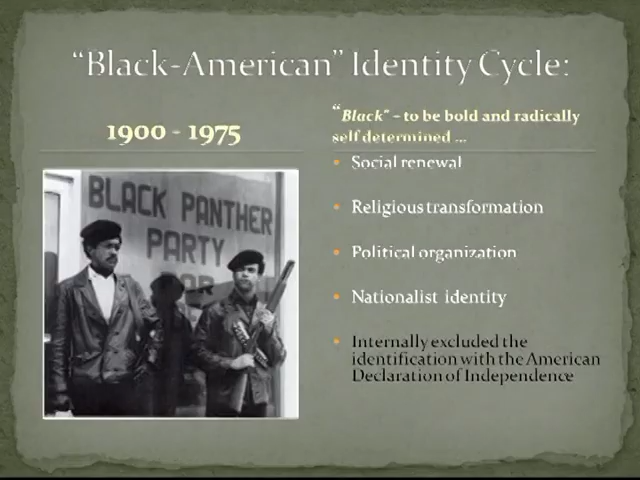 “Black-American” Identity Cycle:
1900 - 1975
“Black” – to be bold and radically
self determined ...
BLACK PANTHER
PARTY
FOR
• Social renewal
• Religious transformation
• Political organization
• Nationalist identity
• Internally excluded the
identification with the American
Declaration of Independence